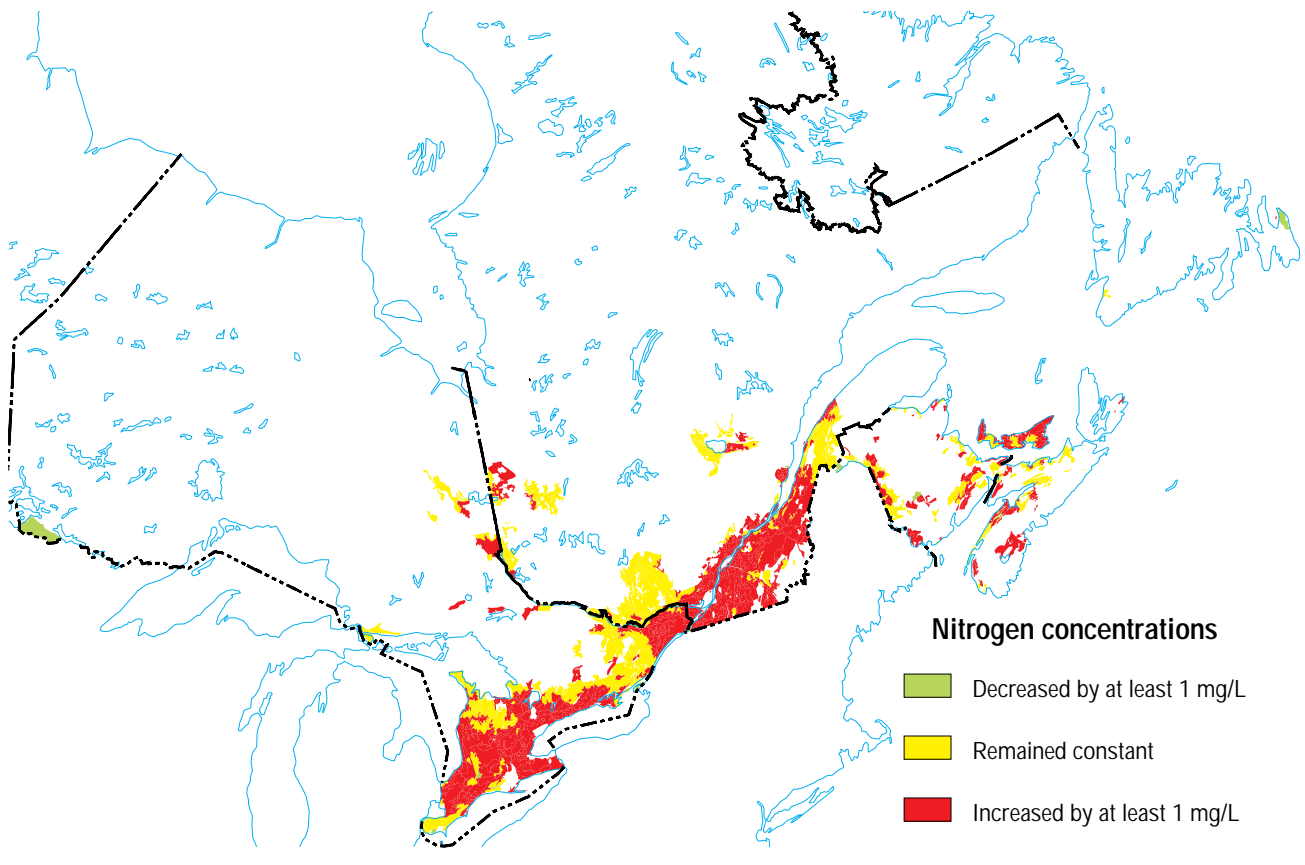 Nitrogen concentrations
Decreased by at least 1 mg/L
Remained constant
Increased by at least 1 mg/L